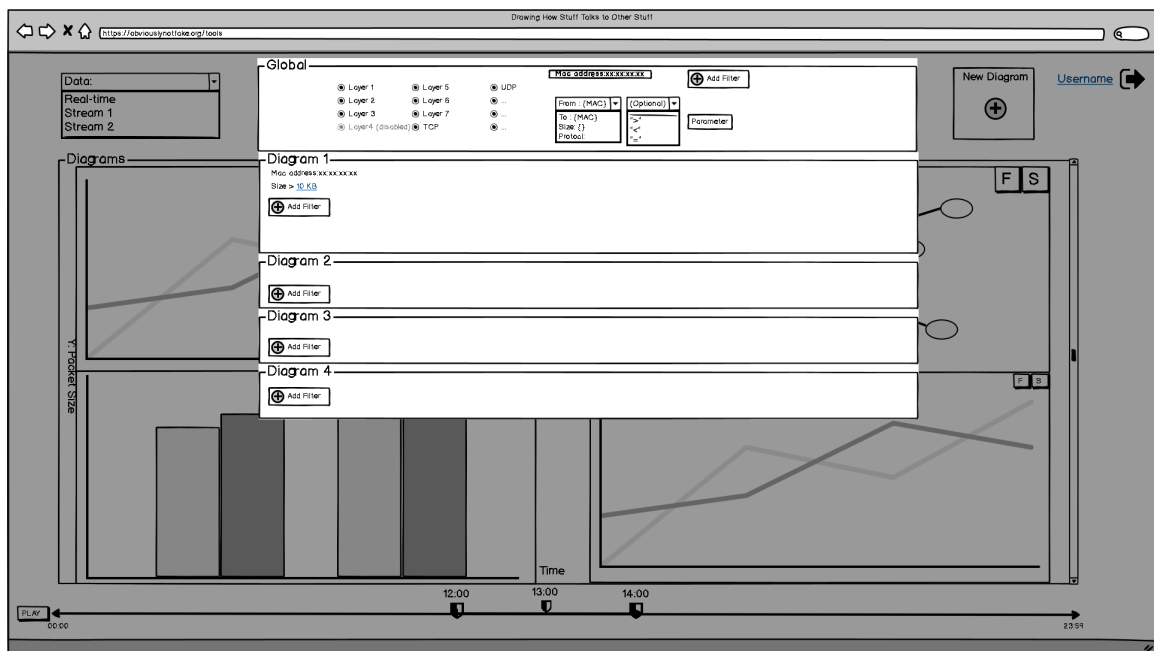 Drawing How Stuff Talks to Other Stuff
https://obviouslynotfake.org/tools
Data:
Real-time
Stream 1
Stream 2
Global
Layer 1
Layer 2
Layer 3
Layer4 (disabled)
Layer 5
Layer 6
Layer 7
TCP
UDP
..
..
Mac address:xx:xx:xx:xx
From : {MAC}
To : {MAC}
Size: {}
Protocl:
(Optional)
">"
"<"
"="
Add Filter
Parameter
New Diagram
Username
Diagrams
Diagram 1
Mac address:xx:xx:xx:xx
Size > 10 KB
Add Filter
Diagram 2
Add Filter
Diagram 3
Add Filter
Diagram 4
Add Filter
F S
F S
Y: Packet Size
Time
12:00
13:00
14:00
PLAY
00:00
23:59